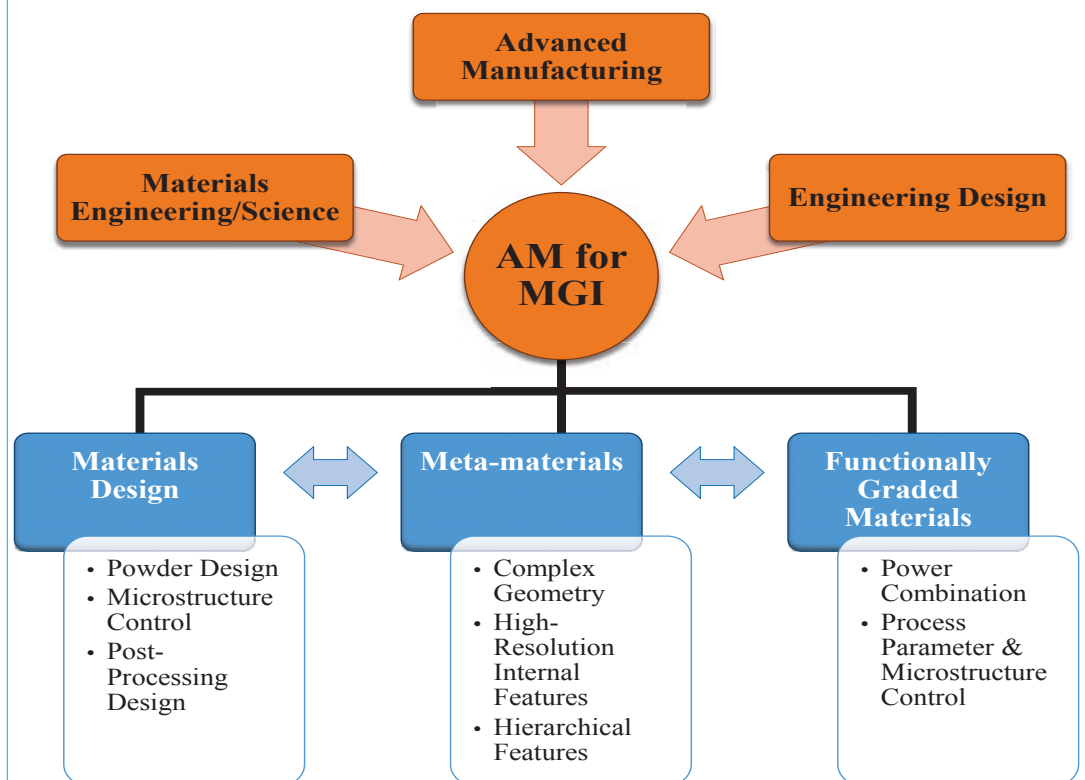 Advanced
Manufacturing
Materials
Engineering/Science
Engineering Design
AM for
MGI
Materials
Design
Meta-materials
Functionally
Graded
Materials
• Powder Design
• Microstructure
Control
• Post-
Processing
Design
• Complex
Geometry
• High-
Resolution
Internal
Features
• Hierarchical
Features
• Power
Combination
• Process
Parameter &
Microstructure
Control